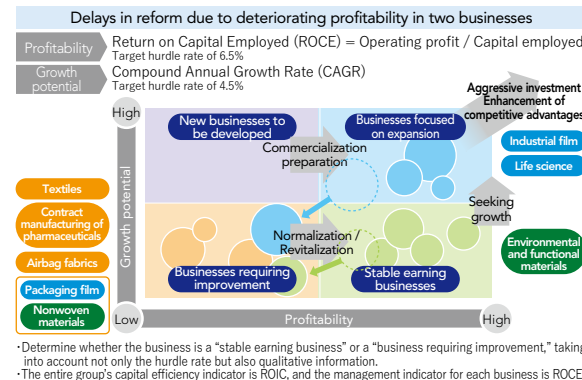 Delays in reform due to deteriorating profitability in two businesses
Profitability
Return on Capital Employed (ROCE) = Operating profit / Capital employed
Target hurdle rate of 6.5%
Growth
potential
Compound Annual Growth Rate (CAGR)
Target hurdle rate of 4.5%
Aggressive investment
Enhancement of
competitive advantages
High
New businesses to
be developed
Businesses focused
on expansion
Commercialization
preparation
Industrial film
Life science
Growth potential
Textiles
Contract
manufacturing of
pharmaceuticals
Airbag fabrics
Packaging film
Nonwoven
materials
Seeking
growth
Normalization /
Revitalization
Environmental
and functional
materials
Businesses requiring
improvement
Stable earning
businesses
Low
Profitability
High
・Determine whether the business is a “stable earning business” or a “business requiring improvement,” taking
into account not only the hurdle rate but also qualitative information.
・The entire group's capital efficiency indicator is ROIC, and the management indicator for each business is ROCE